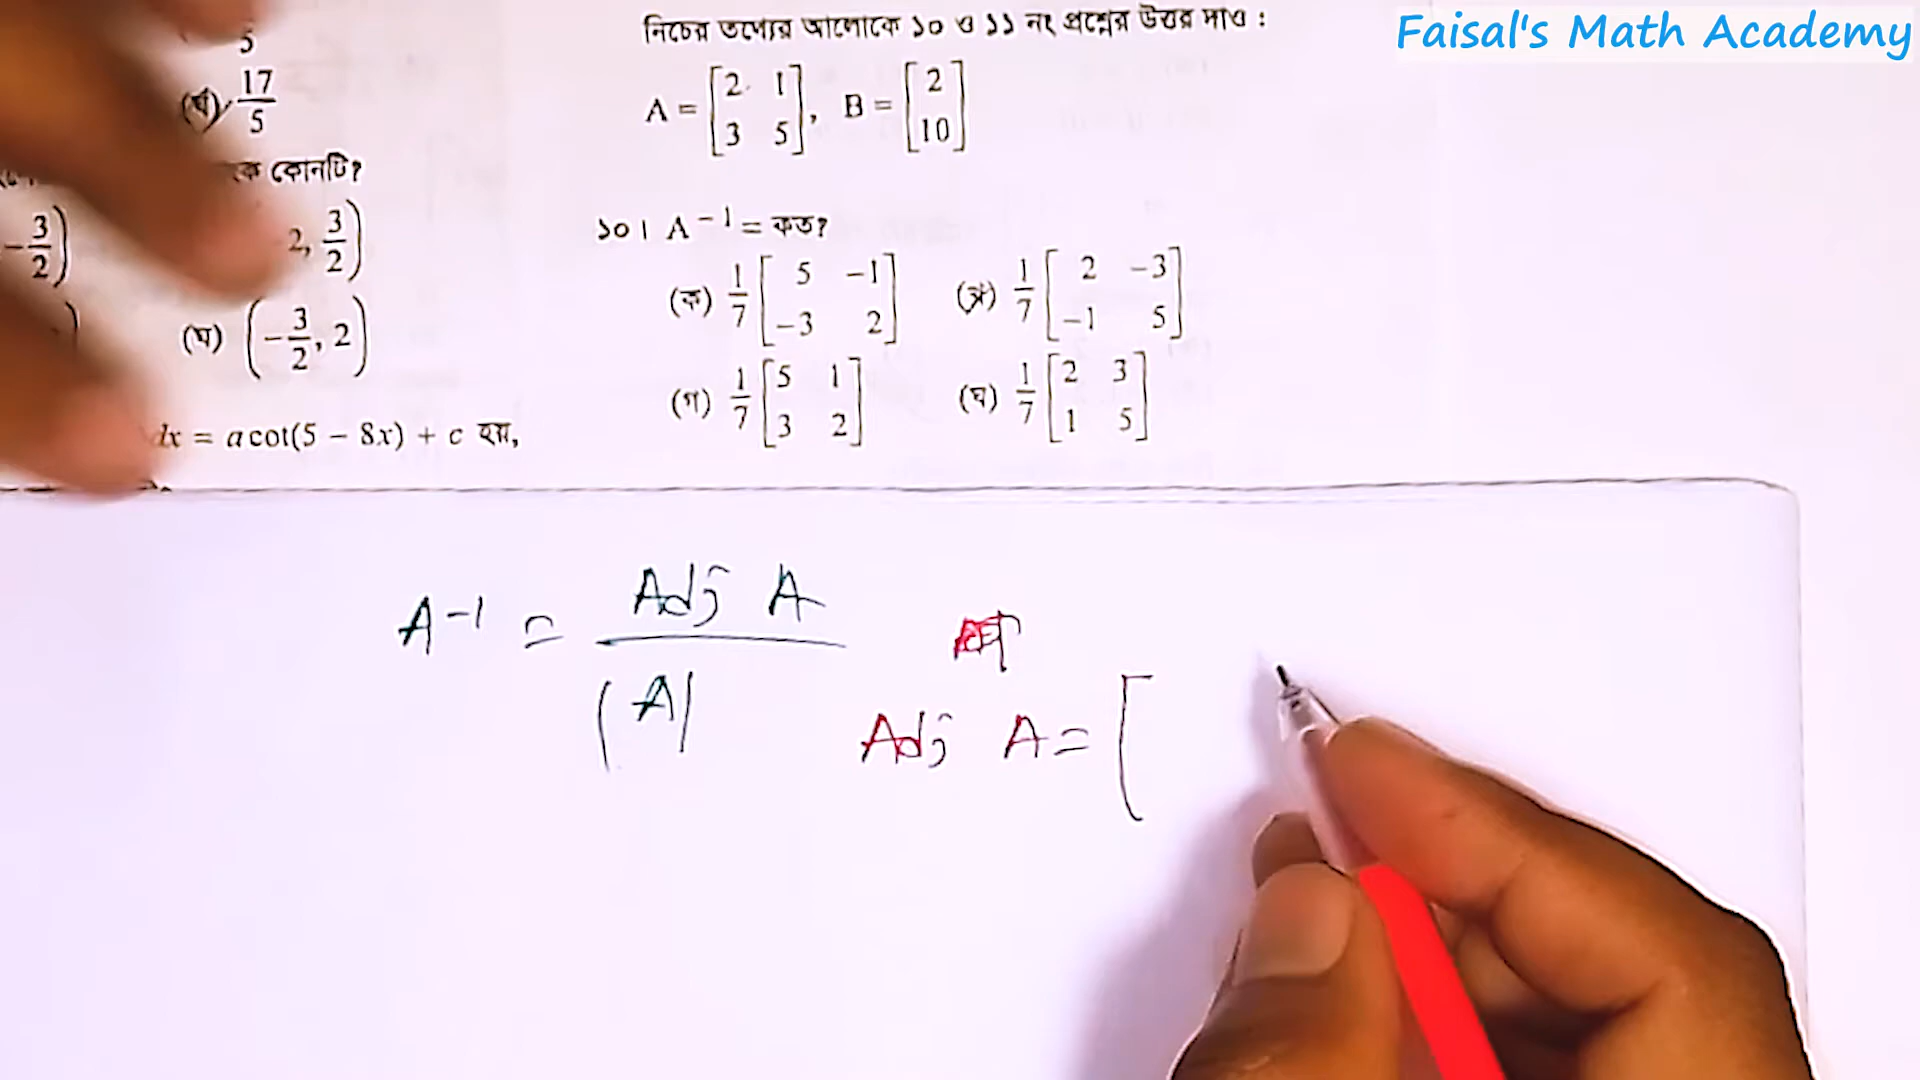 Faisal's Math Academy
5
(ঘ) 17/5
কোনটি?
-3/2)
2, 3/2)
)
(ঘ) (-3/2, 2)
dx = a cot(5 - 8x) + c হয়,
নিচের তথ্যের আলোকে ১০ ও ১১ নং প্রশ্নের উত্তর দাও :
A = [2 1
3 5], B = [2
10]
১০। A⁻¹ = কত?
(ক) 1/7 [5 -1
-3 2]
(খ) 1/7 [2 -3
-1 5]
(গ) 1/7 [5 1
3 2]
(ঘ) 1/7 [2 3
1 5]
A⁻¹ = Adj A
|A|
Adj A = [